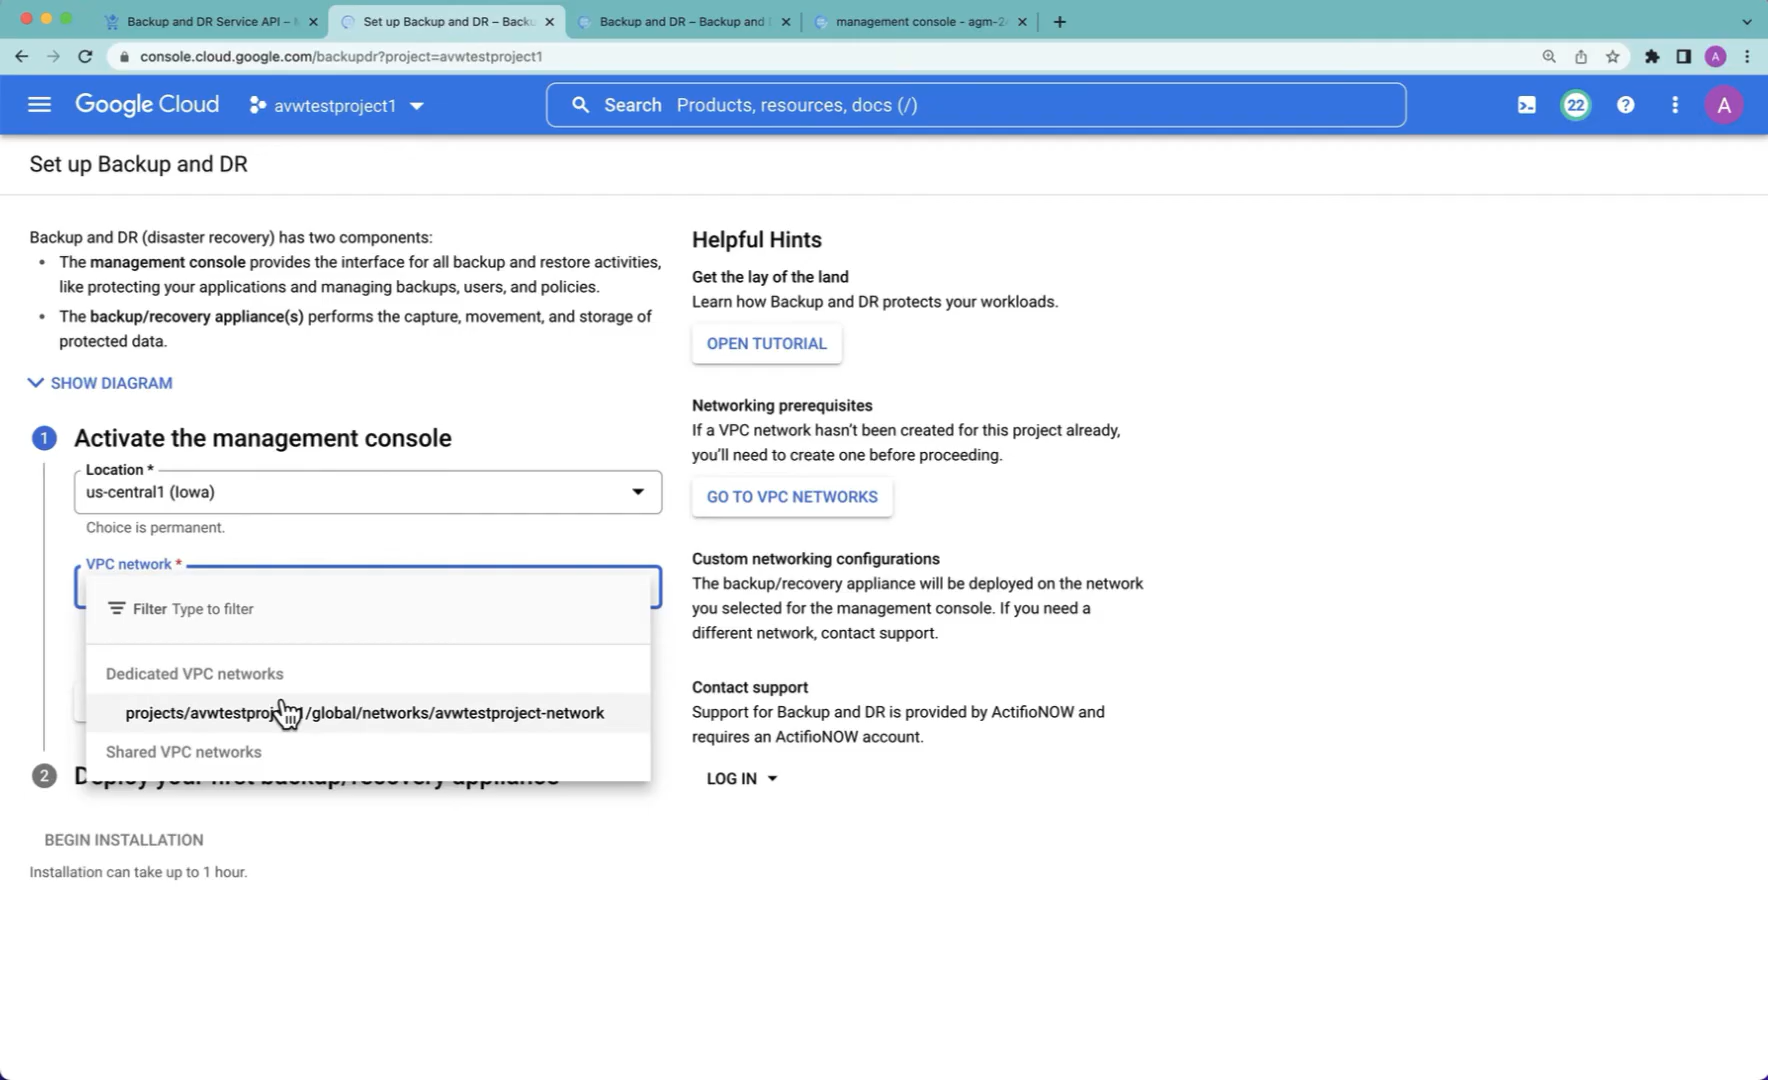 Backup and DR Service API –
Set up Backup and DR – Back
Backup and DR – Backup and
management console - agm-2
console.cloud.google.com/backupdr?project=avwtestproject1
A
Google Cloud
avwtestproject1
Search Products, resources, docs (/)
22
?
A
Set up Backup and DR
Backup and DR (disaster recovery) has two components:
• The management console provides the interface for all backup and restore activities,
like protecting your applications and managing backups, users, and policies.
• The backup/recovery appliance(s) performs the capture, movement, and storage of
protected data.
SHOW DIAGRAM
1 Activate the management console
Location *
us-central1 (Iowa)
Choice is permanent.
VPC network *
Filter Type to filter
Dedicated VPC networks
projects/avwtestproject1/global/networks/avwtestproject-network
Shared VPC networks
2 Deploy your first backup/recovery appliance
BEGIN INSTALLATION
Installation can take up to 1 hour.
Helpful Hints
Get the lay of the land
Learn how Backup and DR protects your workloads.
OPEN TUTORIAL
Networking prerequisites
If a VPC network hasn't been created for this project already,
you'll need to create one before proceeding.
GO TO VPC NETWORKS
Custom networking configurations
The backup/recovery appliance will be deployed on the network
you selected for the management console. If you need a
different network, contact support.
Contact support
Support for Backup and DR is provided by ActifioNOW and
requires an ActifioNOW account.
LOG IN